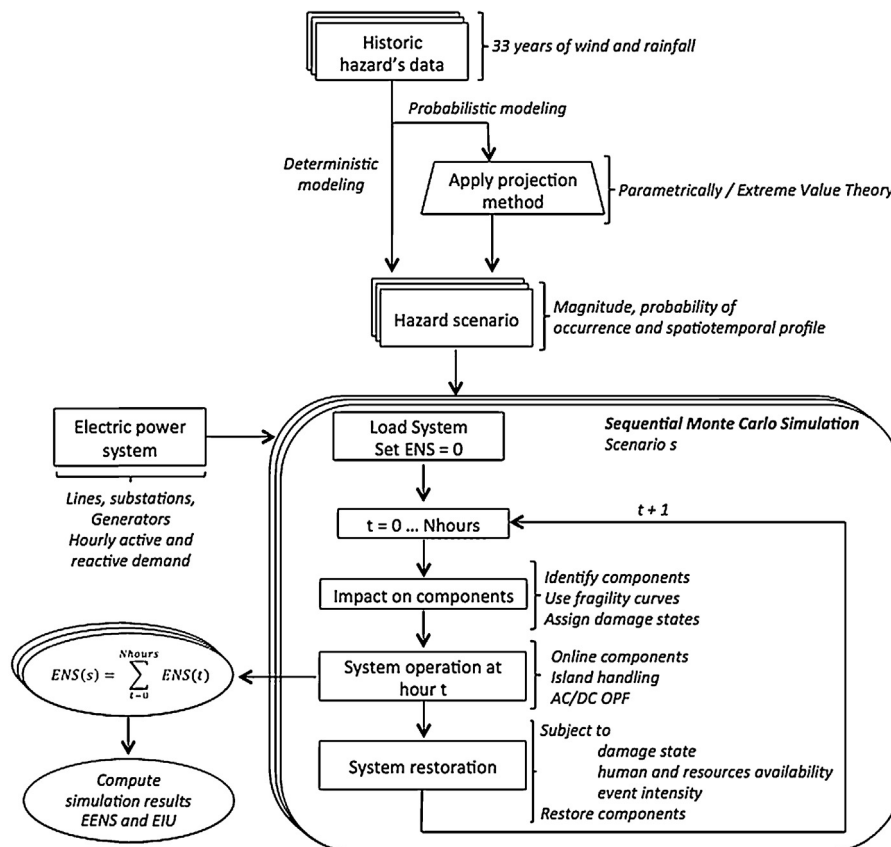 Historic
hazard's data
33 years of wind and rainfall
Probabilistic modeling
Deterministic
modeling
Apply projection
method
Parametrically / Extreme Value Theory
Hazard scenario
Magnitude, probability of
occurrence and spatiotemporal profile
Electric power
system
Lines, substations,
Generators
Hourly active and
reactive demand
Sequential Monte Carlo Simulation
Scenario s
Load System
Set ENS = 0
t = 0 ... Nhours
t + 1
Impact on components
Identify components
Use fragility curves
Assign damage states
System operation at
hour t
Online components
Island handling
AC/DC OPF
System restoration
Subject to
damage state
human and resources availability
event intensity
Restore components
Nhours
ENS(s) = ∑ ENS(t)
t=0
Compute
simulation results
EENS and EIU